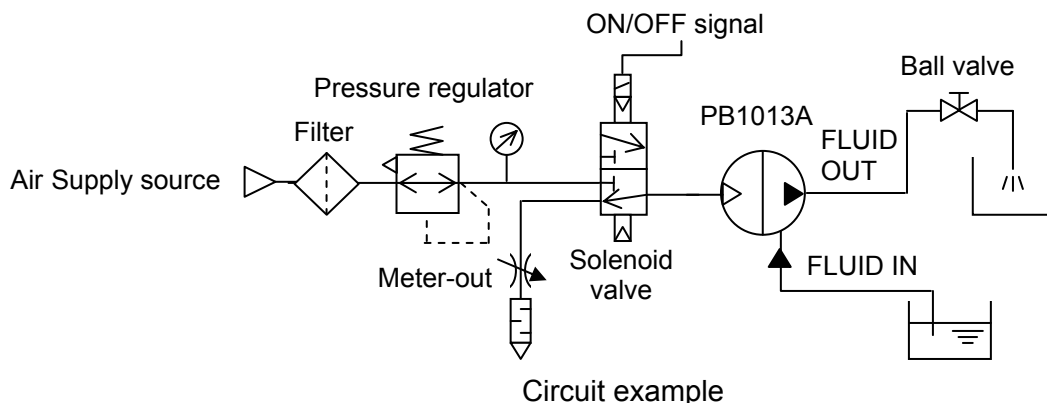 ON/OFF signal
Ball valve
Pressure regulator
PB1013A
Filter
FLUID
OUT
Air Supply source
Meter-out
Solenoid
valve
FLUID IN
Circuit example